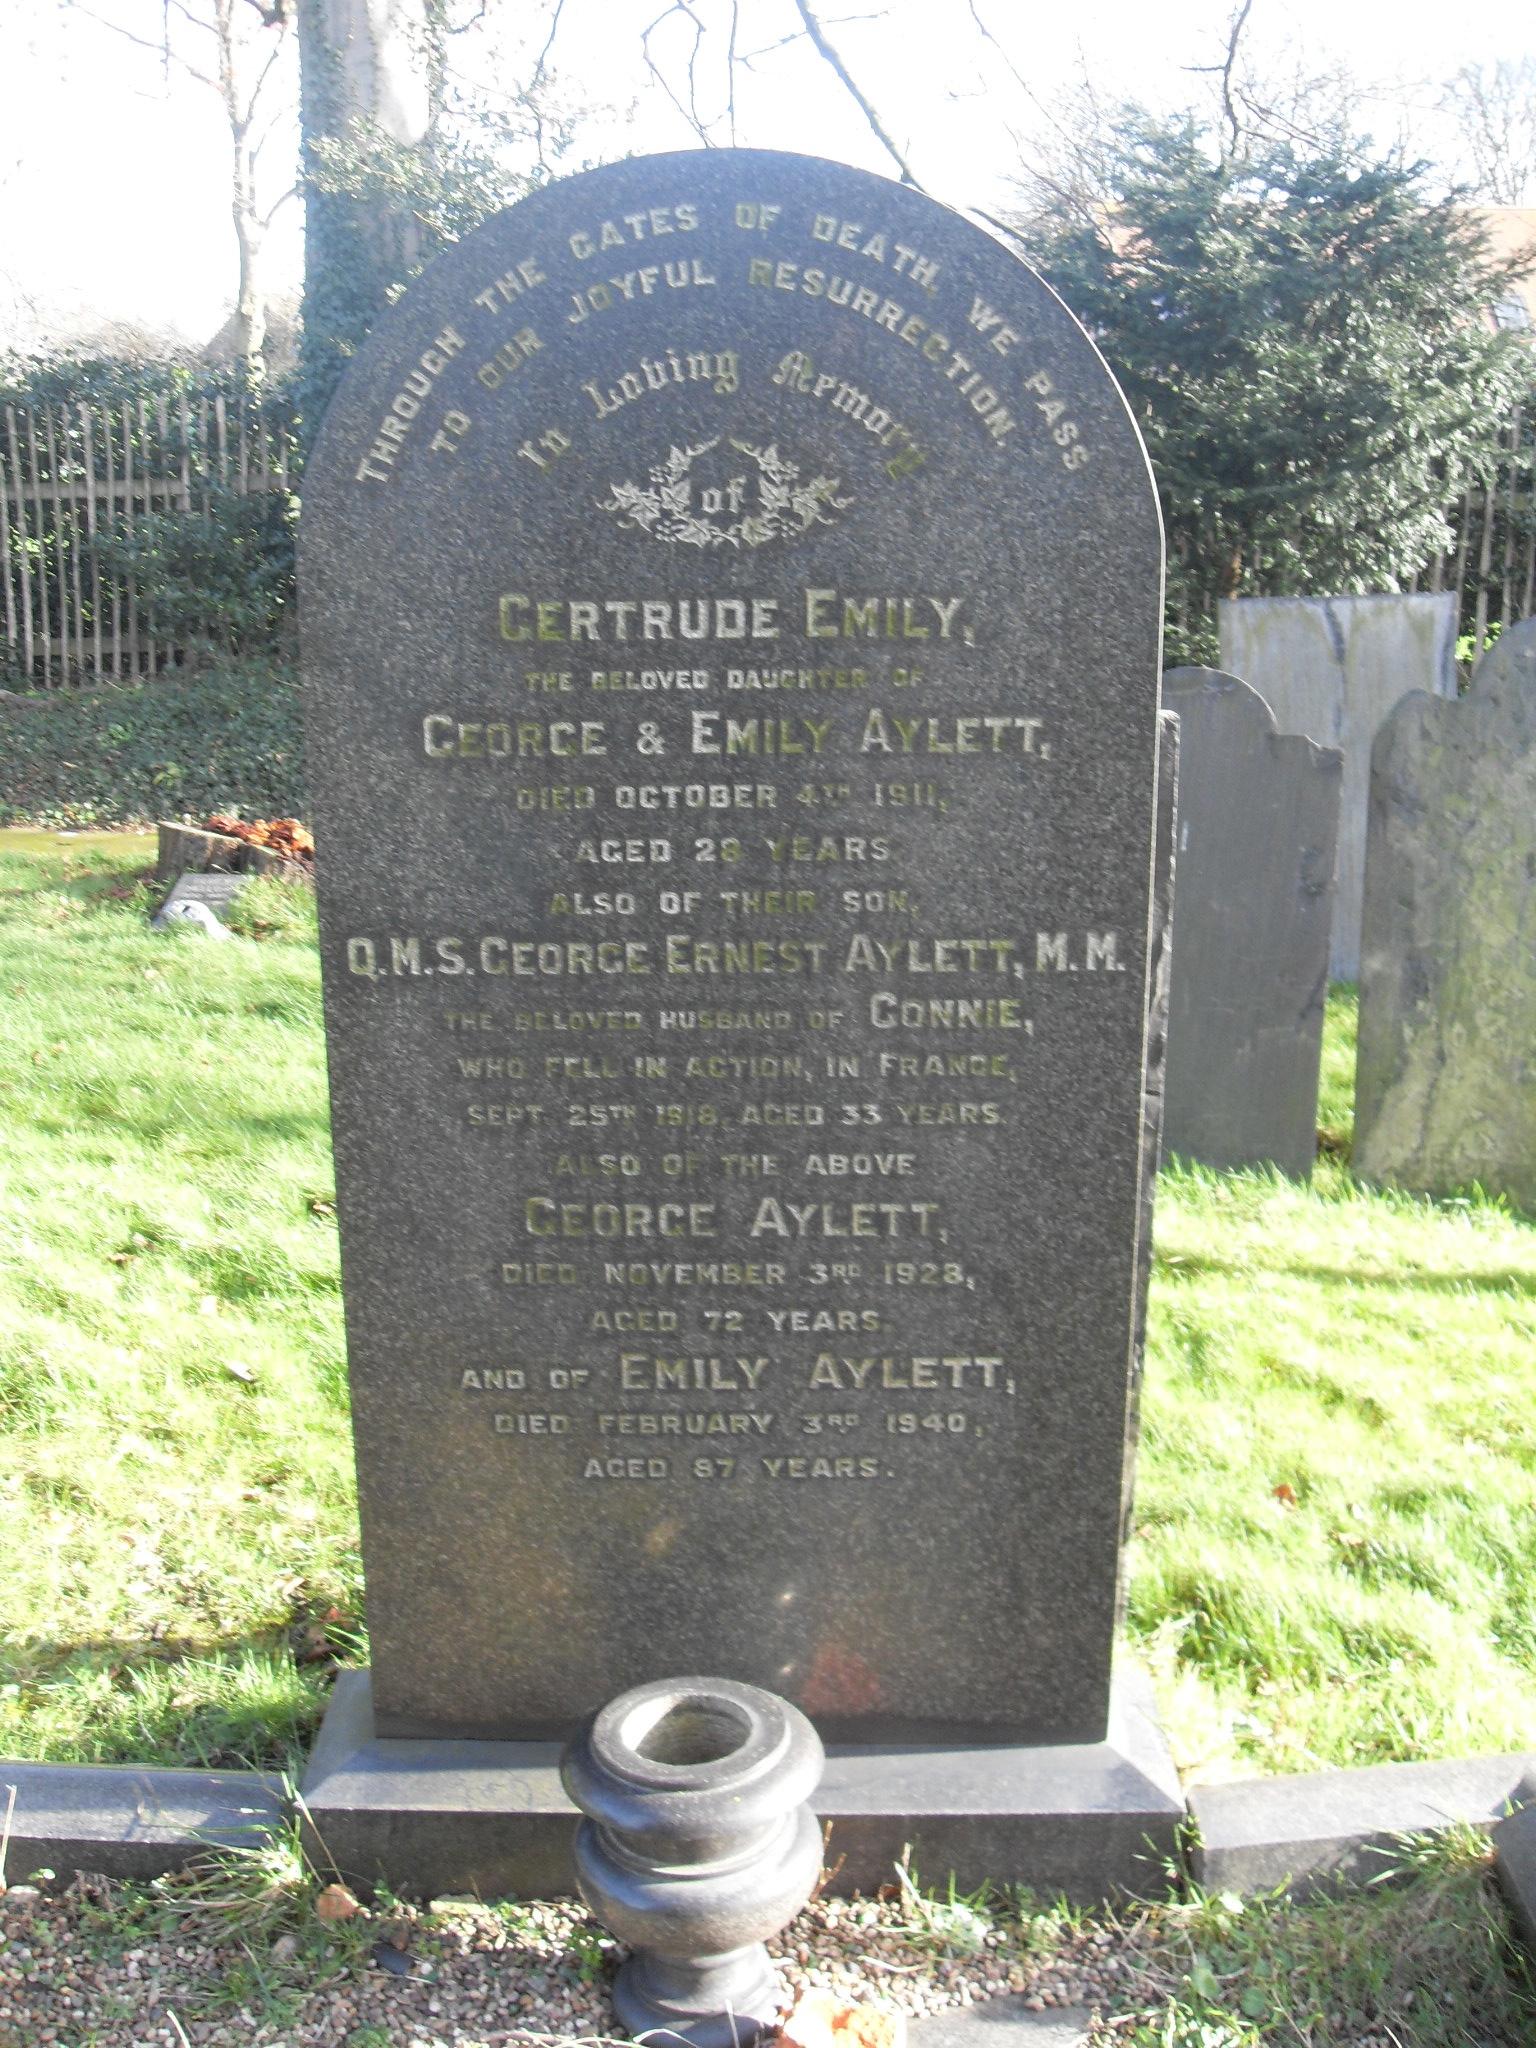 THROUGH THE GATES OF DEATH, WE PASS
TO OUR JOYFUL RESURRECTION.
In Loving Memory
of
GERTRUDE EMILY,
THE BELOVED DAUGHTER OF
GEORGE & EMILY AYLETT,
DIED OCTOBER 4TH 1911,
AGED 28 YEARS.
ALSO OF THEIR SON,
Q.M.S. GEORGE ERNEST AYLETT, M.M.
THE BELOVED HUSBAND OF CONNIE,
WHO FELL IN ACTION, IN FRANCE,
SEPT. 25TH 1918, AGED 33 YEARS.
ALSO OF THE ABOVE
GEORGE AYLETT,
DIED NOVEMBER 3RD 1928,
AGED 72 YEARS.
AND OF EMILY AYLETT,
DIED FEBRUARY 3RD 1940,
AGED 87 YEARS.